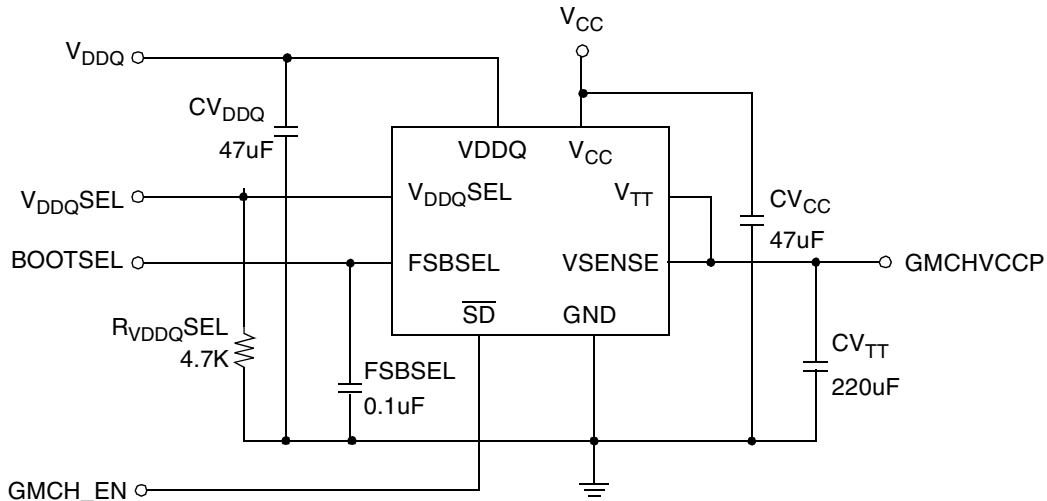 VCC
VDDQ
CVDDQ
47uF
VDDQ
VCC
VDDQSEL
VDDQSEL
VTT
CVCC
47uF
BOOTSEL
FSBSEL
VSENSE
GMCHVCCP
SD
GND
RVDDQSEL
4.7K
FSBSEL
0.1uF
CVTT
220uF
GMCH_EN